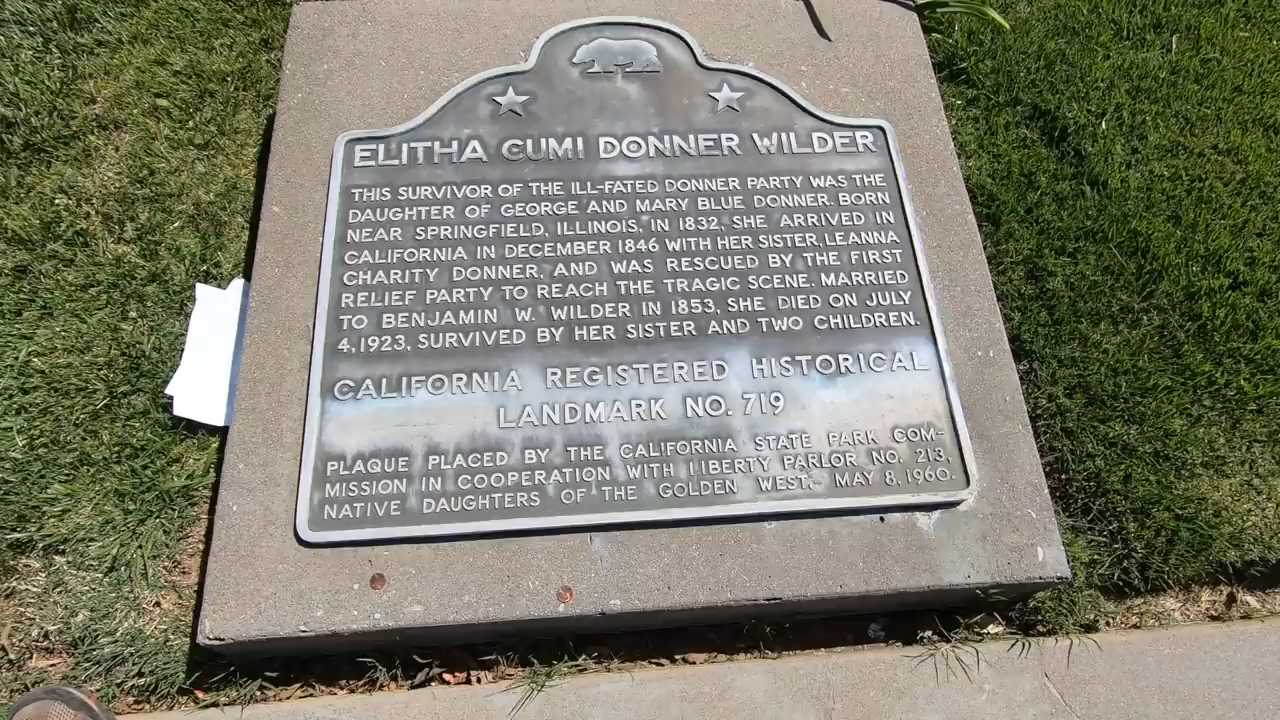 ELITHA CUMI DONNER WILDER
THIS SURVIVOR OF THE ILL-FATED DONNER PARTY WAS THE
DAUGHTER OF GEORGE AND MARY BLUE DONNER. BORN
NEAR SPRINGFIELD, ILLINOIS, IN 1832, SHE ARRIVED IN
CALIFORNIA IN DECEMBER 1846 WITH HER SISTER, LEANNA
CHARITY DONNER, AND WAS RESCUED BY THE FIRST
RELIEF PARTY TO REACH THE TRAGIC SCENE. MARRIED
TO BENJAMIN W. WILDER IN 1853, SHE DIED ON JULY
4, 1923, SURVIVED BY HER SISTER AND TWO CHILDREN.
CALIFORNIA REGISTERED HISTORICAL
LANDMARK NO. 719
PLAQUE PLACED BY THE CALIFORNIA STATE PARK COM-
MISSION IN COOPERATION WITH LIBERTY PARLOR NO. 213,
NATIVE DAUGHTERS OF THE GOLDEN WEST, MAY 8, 1960.